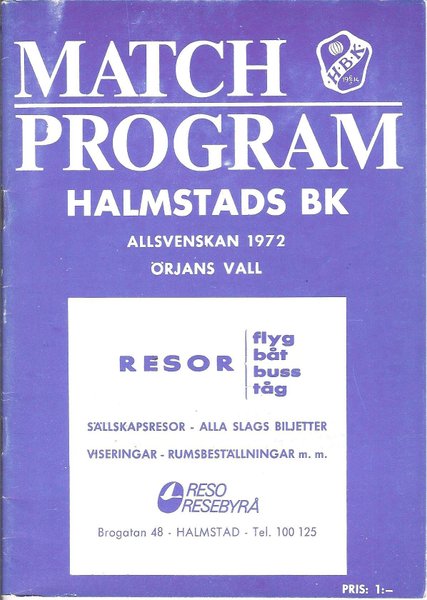 MATCH
H.B.K.
1914
PROGRAM
HALMSTADS BK
ALLSVENSKAN 1972
ÖRJANS VALL
RESOR
flyg
båt
buss
tåg
SÄLLSKAPSRESOR - ALLA SLAGS BILJETTER
VISERINGAR - RUMSBESTÄLLNINGAR m. m.
RESO
RESEBYRÅ
Brogatan 48 - HALMSTAD - Tel. 100 125
PRIS: 1:–